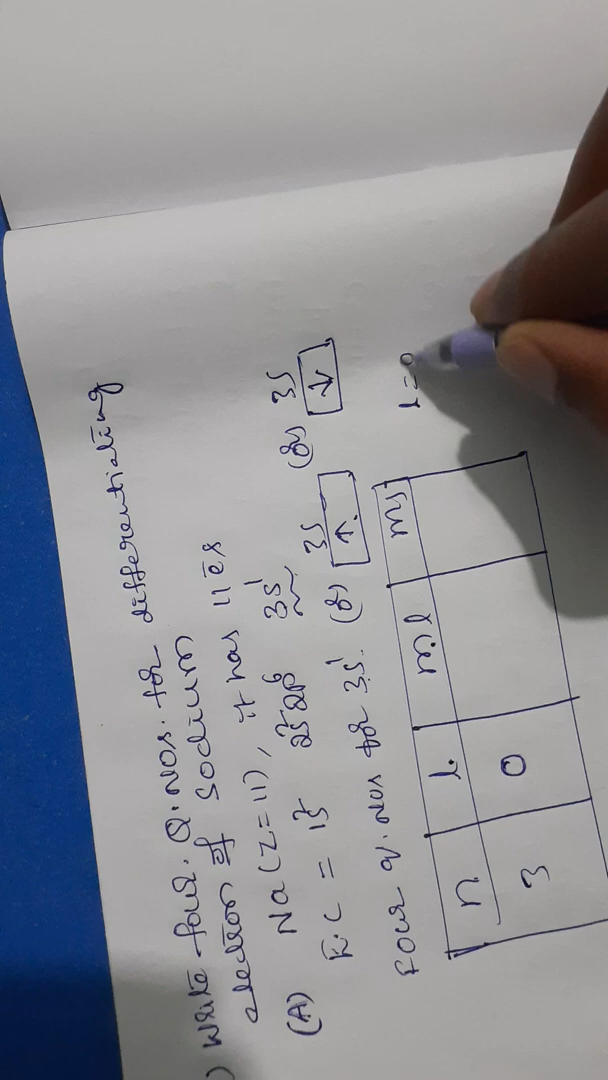 ) Write four. Q. Nos. for differentiating
electron of Sodium
(A) Na (Z=11), it has 11 es
E.C = 1s² 2s² 2p⁶ 3s¹ 3s
↑ (or) 3s
↓
Four q. nos for 3s¹. (or)
n l. ml ms
3 0
l=0